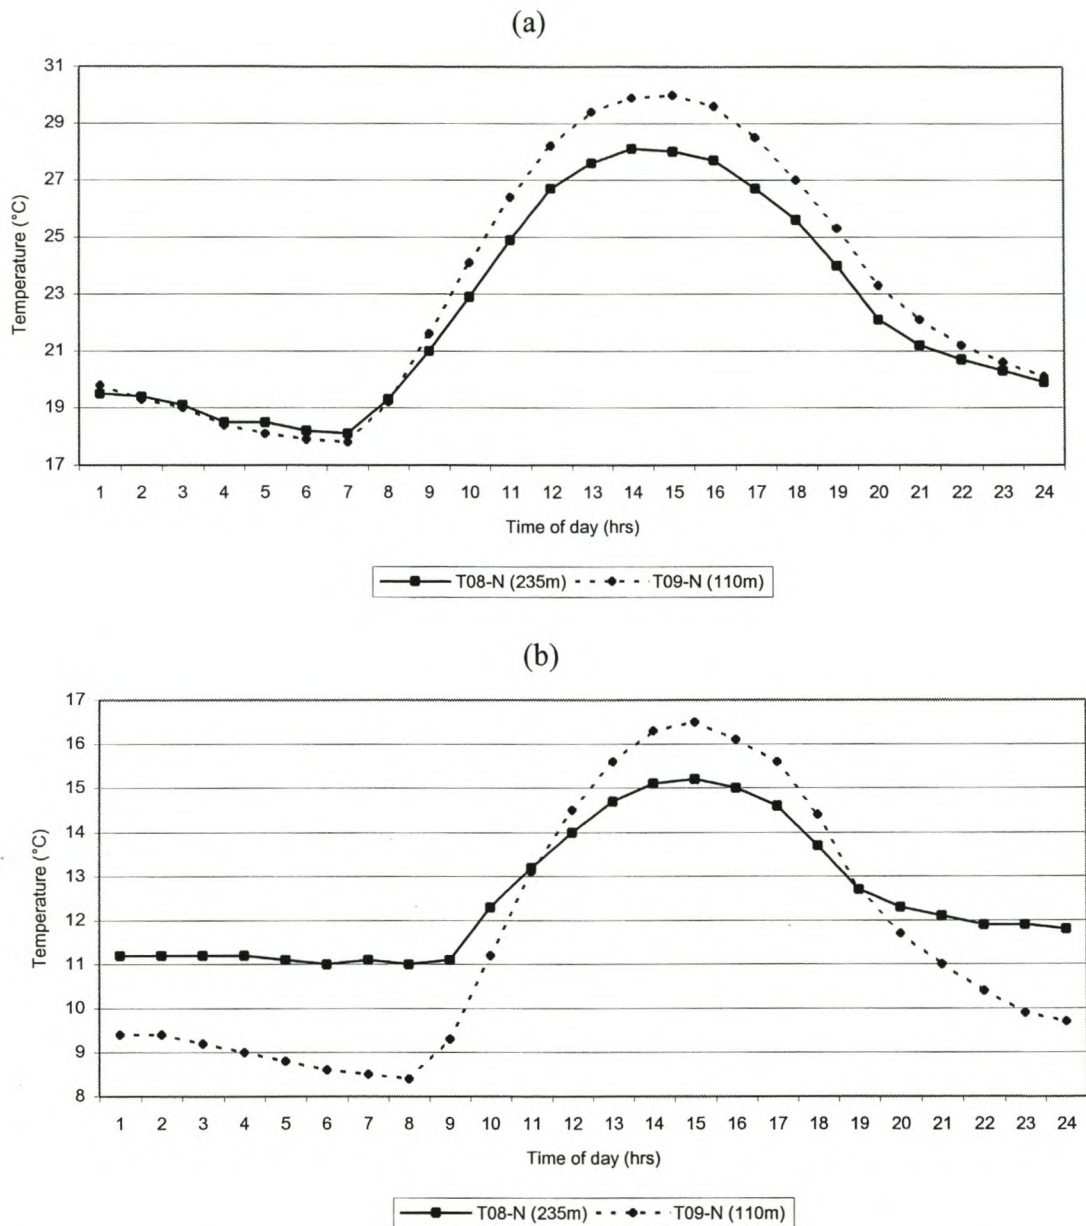 (a)
31
29
27
25
23
21
19
17
Temperature (°C)
1 2 3 4 5 6 7 8 9 10 11 12 13 14 15 16 17 18 19 20 21 22 23 24
Time of day (hrs)
T08-N (235m) T09-N (110m)
(b)
17
16
15
14
13
12
11
10
9
8
Temperature (°C)
1 2 3 4 5 6 7 8 9 10 11 12 13 14 15 16 17 18 19 20 21 22 23 24
Time of day (hrs)
T08-N (235m) T09-N (110m)